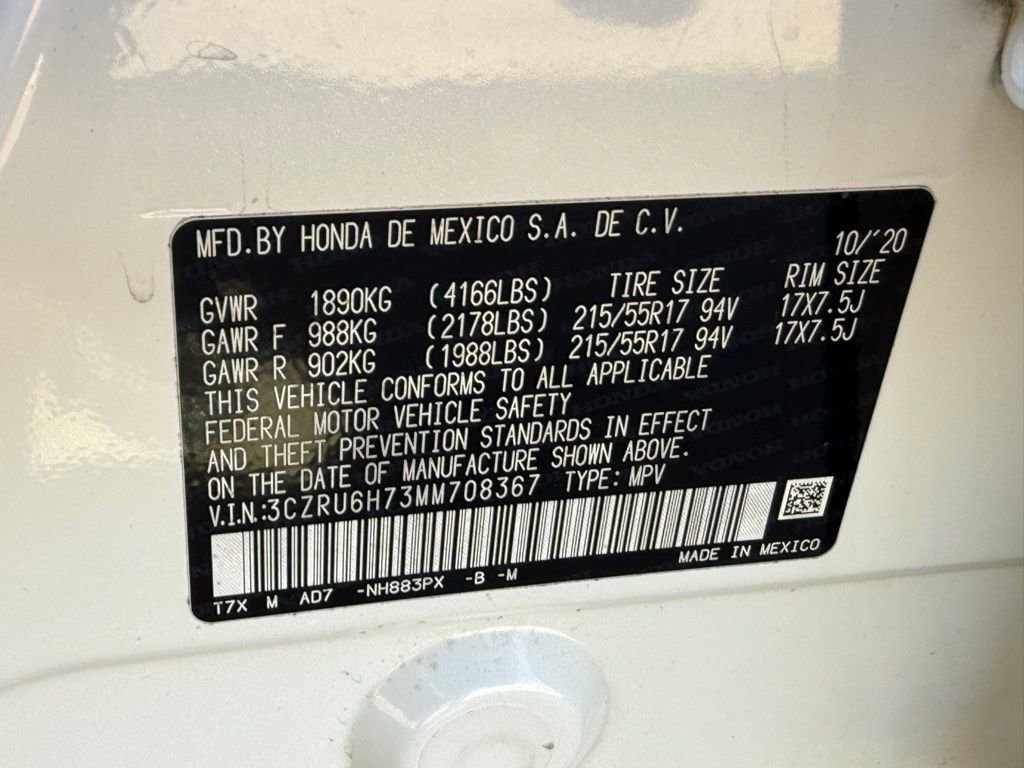 MFD.BY HONDA DE MEXICO S.A. DE C.V.
10/'20
TIRE SIZE RIM SIZE
GVWR 1890KG (4166LBS)
GAWR F 988KG (2178LBS) 215/55R17 94V 17X7.5J
GAWR R 902KG (1988LBS) 215/55R17 94V 17X7.5J
THIS VEHICLE CONFORMS TO ALL APPLICABLE
FEDERAL MOTOR VEHICLE SAFETY
AND THEFT PREVENTION STANDARDS IN EFFECT
ON THE DATE OF MANUFACTURE SHOWN ABOVE.
V.I.N.:3CZRU6H73MM708367 TYPE: MPV
MADE IN MEXICO
T7X M AD7 -NH883PX -B -M